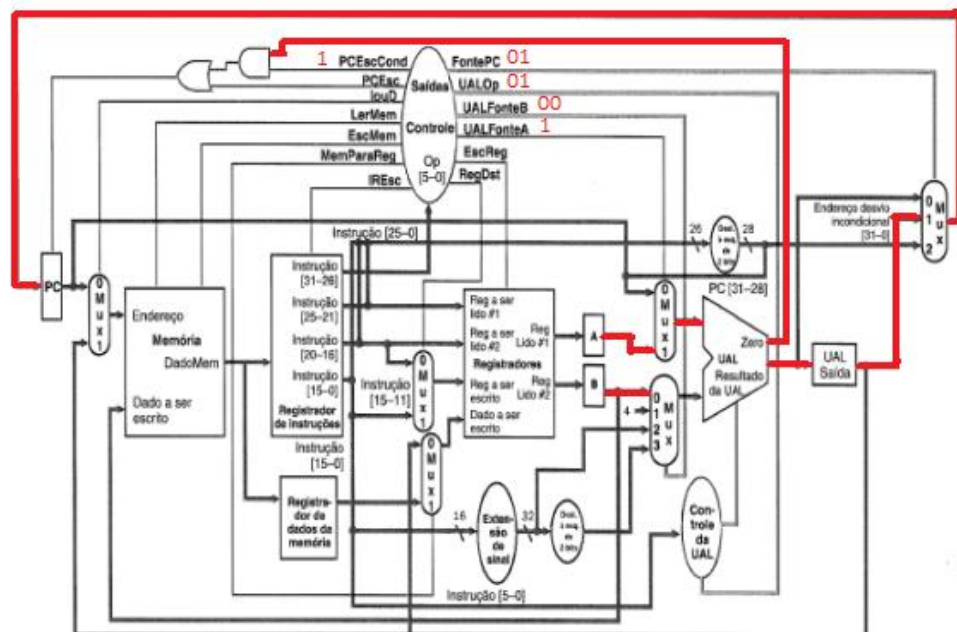 1 PCEscCond FontePC 01
PCEsc Saídas UALOp 01
IouD UALFonteB 00
LerMem UALFonteA 1
EscMem Controle
MemParaReg EscReg
Op
[5-0]
IREsc RegDst
Instrução [25-0]
26
28
Endereço desvio
incondicional
[31-0]
0
1
2
M
u
x
PC [31-28]
PC
0
M
u
x
1
Endereço
Memória
DadoMem
Dado a ser
escrito
Instrução
[31-26]
Instrução
[25-21]
Instrução
[20-16]
Instrução
[15-0]
Registrador
de instruções
Instrução
[15-11]
Instrução
[15-0]
Registra-
dor de
dados da
memória
0
M
u
x
1
0
M
u
x
1
Reg a ser
lido #1
Reg a ser
lido #2
Registradores
Reg a ser
escrito
Dado a ser
escrito
Reg
Lido #1
Reg
Lido #2
A
B
0
M
u
x
1
4
0
1
2
3
M
u
x
Zero
UAL
Resultado
da UAL
UAL
Saída
16
Exten-
são de
sinal
32
Con-
trole
da
UAL
Instrução [5-0]